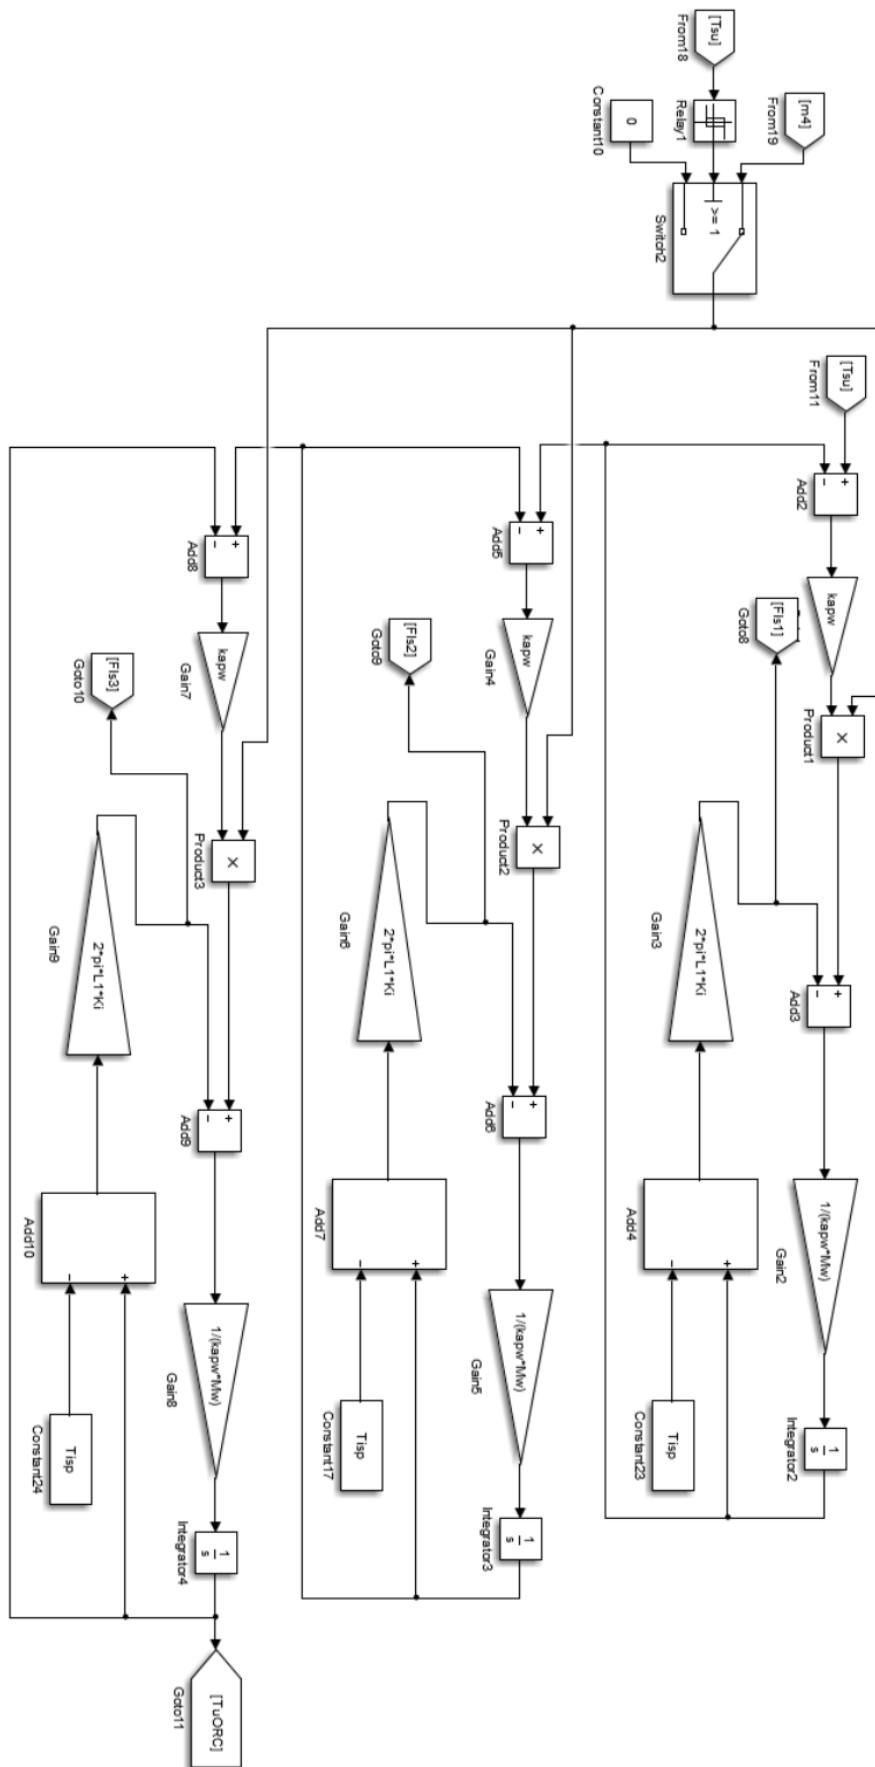 [m4]
From19
[Tsu]
From18
Relay1
0
Constant10
>= 1
Switch2
[Tsu]
From11
+
−
Add2
kapw
[Fls1]
Goto8
×
Product1
+
−
Add3
1/(kapw*Mw)
Gain2
1
s
Integrator2
2*pi*L1*Ki
Gain3
+
−
Add4
Tisp
Constant23
+
−
Add5
kapw
Gain4
[Fls2]
Goto9
×
Product2
+
−
Add6
1/(kapw*Mw)
Gain5
1
s
Integrator3
2*pi*L1*Ki
Gain6
+
−
Add7
Tisp
Constant17
+
−
Add8
kapw
Gain7
[Fls3]
Goto10
×
Product3
+
−
Add9
1/(kapw*Mw)
Gain8
1
s
Integrator4
[TuORC]
Goto11
2*pi*L1*Ki
Gain9
+
−
Add10
Tisp
Constant24